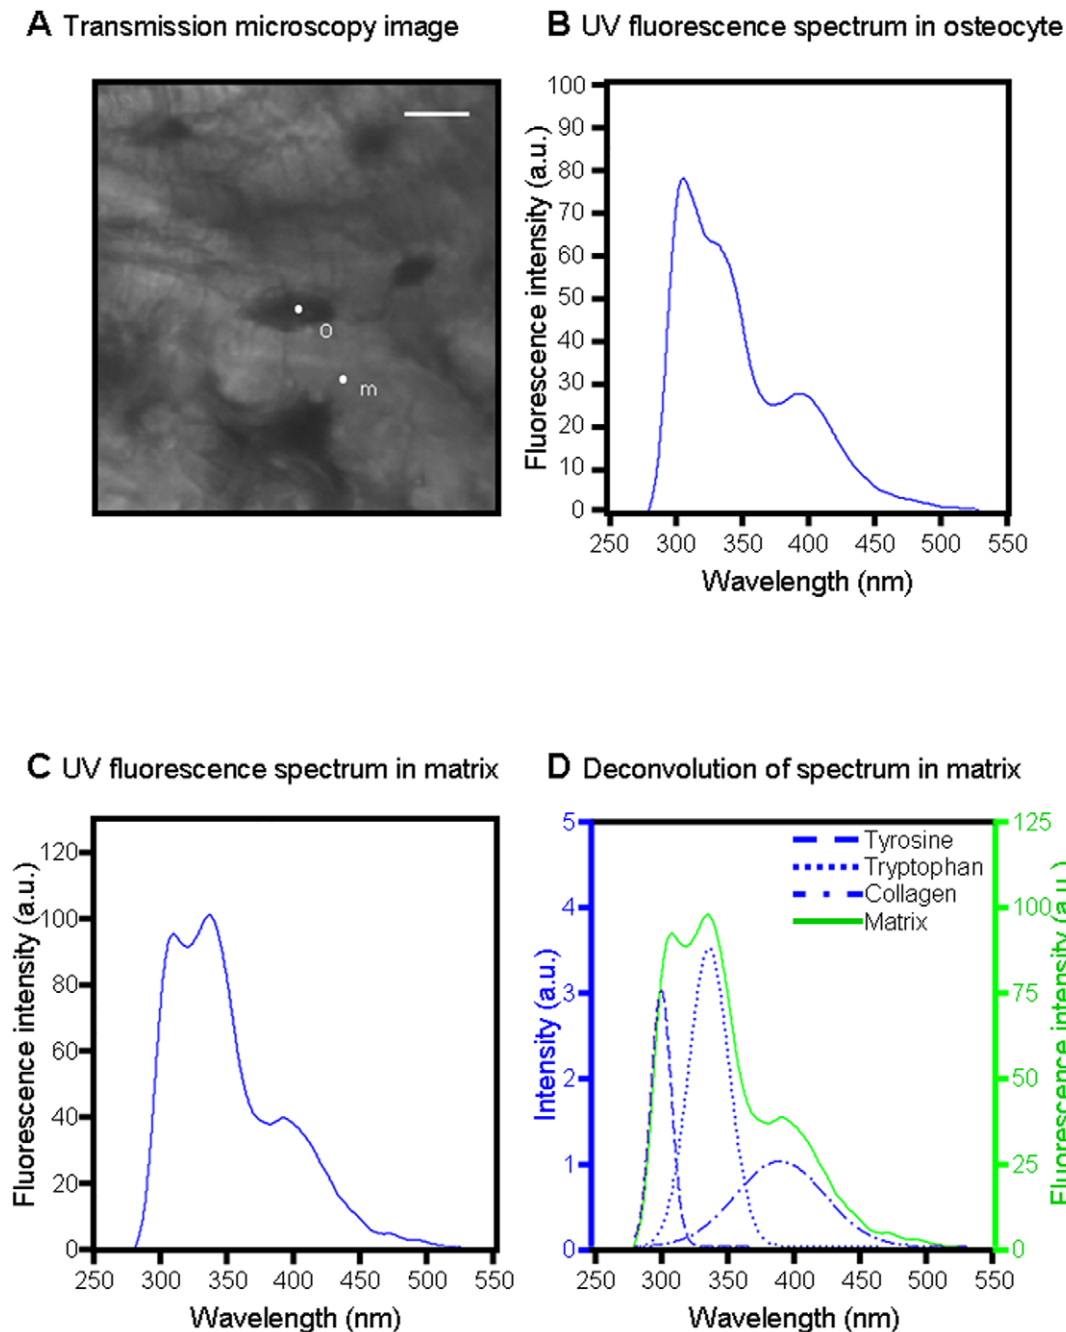 A Transmission microscopy image
O
m
B UV fluorescence spectrum in osteocyte
Fluorescence intensity (a.u.)
100
90
80
70
60
50
40
30
20
10
0
250 300 350 400 450 500 550
Wavelength (nm)
C UV fluorescence spectrum in matrix
Fluorescence intensity (a.u.)
120
100
80
60
40
20
0
250 300 350 400 450 500 550
Wavelength (nm)
D Deconvolution of spectrum in matrix
Intensity (a.u.)
5
4
3
2
1
0
Tyrosine
Tryptophan
Collagen
Matrix
125
100
75
50
25
0
Fluorescence intensity (a.u.)
250 300 350 400 450 500 550
Wavelength (nm)